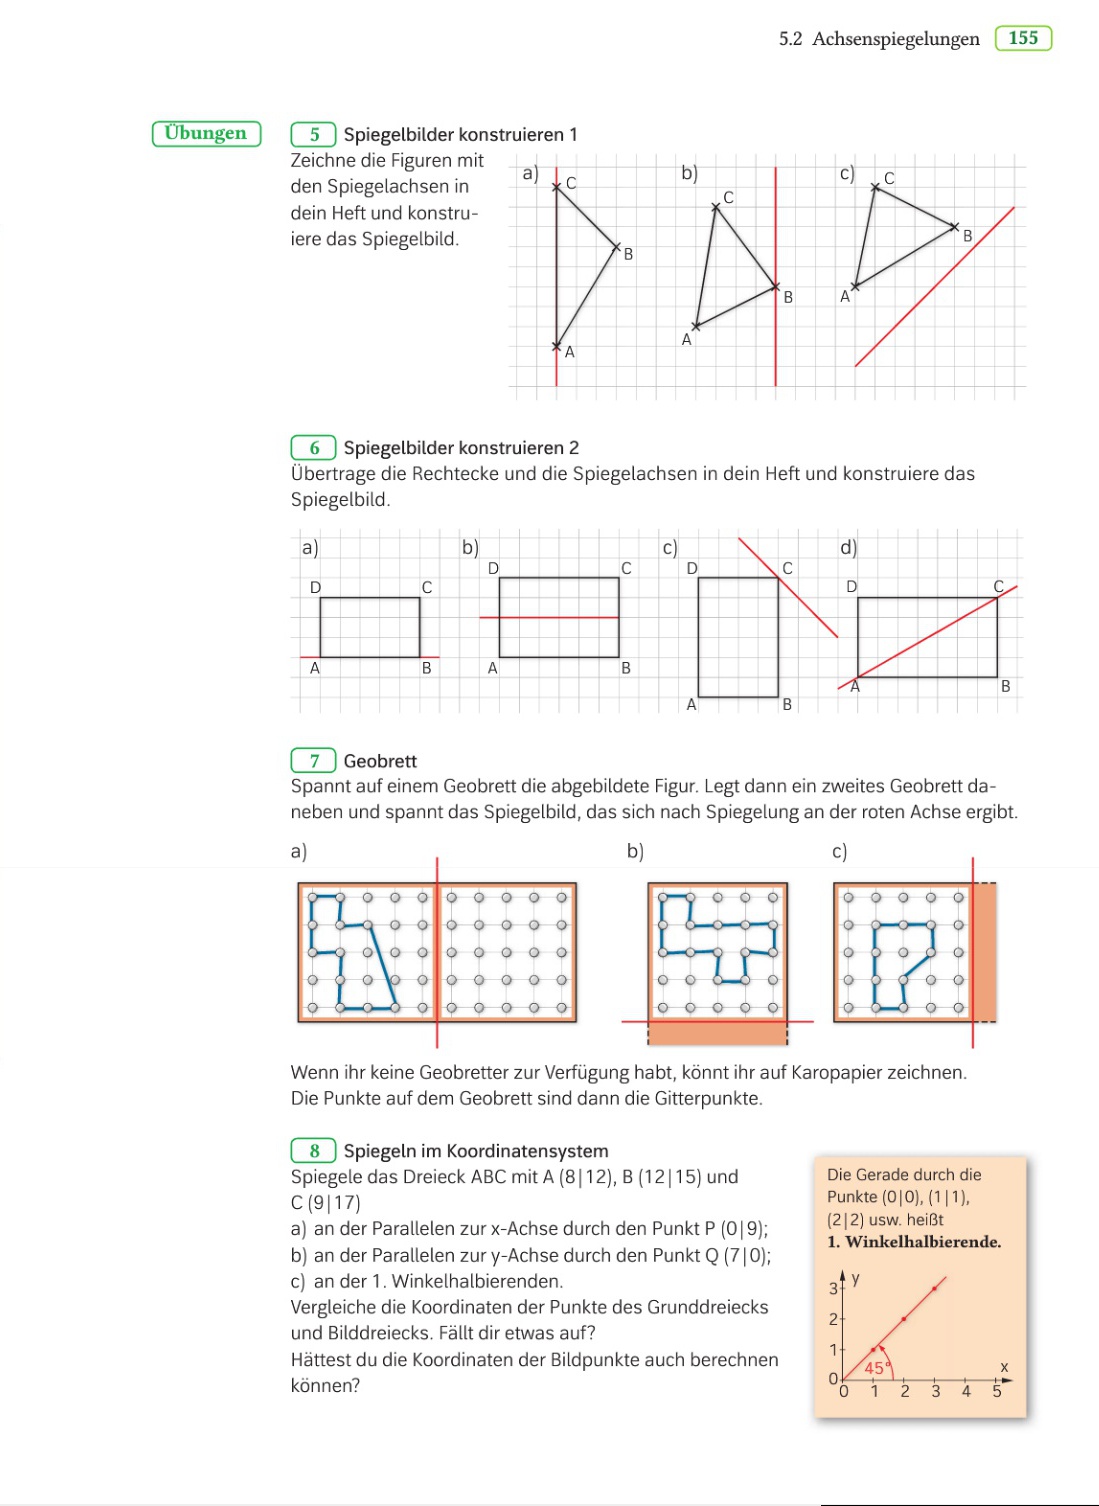 5.2 Achsenspiegelungen 155
Übungen
5 Spiegelbilder konstruieren 1
Zeichne die Figuren mit
den Spiegelachsen in
dein Heft und konstru-
iere das Spiegelbild.
a) C B A
b) C B A
c) C B A
6 Spiegelbilder konstruieren 2
Übertrage die Rechtecke und die Spiegelachsen in dein Heft und konstruiere das
Spiegelbild.
a) b) c) d)
D C D C D C D C
A B A B A B A B
7 Geobrett
Spannt auf einem Geobrett die abgebildete Figur. Legt dann ein zweites Geobrett da-
neben und spannt das Spiegelbild, das sich nach Spiegelung an der roten Achse ergibt.
a) b) c)
Wenn ihr keine Geobretter zur Verfügung habt, könnt ihr auf Karopapier zeichnen.
Die Punkte auf dem Geobrett sind dann die Gitterpunkte.
8 Spiegeln im Koordinatensystem
Spiegele das Dreieck ABC mit A (8|12), B (12|15) und
C (9|17)
a) an der Parallelen zur x-Achse durch den Punkt P (0|9);
b) an der Parallelen zur y-Achse durch den Punkt Q (7|0);
c) an der 1. Winkelhalbierenden.
Vergleiche die Koordinaten der Punkte des Grunddreiecks
und Bilddreiecks. Fällt dir etwas auf?
Hättest du die Koordinaten der Bildpunkte auch berechnen
können?
Die Gerade durch die
Punkte (0|0), (1|1),
(2|2) usw. heißt
1. Winkelhalbierende.
3 y
2
1
45° x
0
0 1 2 3 4 5